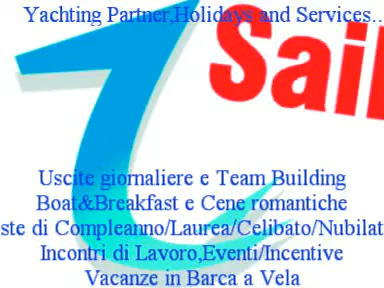 Yachting Partner,Holidays and Services..
Sail
Uscite giornaliere e Team Building
Boat&Breakfast e Cene romantiche
ste di Compleanno/Laurea/Celibato/Nubilat
Incontri di Lavoro,Eventi/Incentive
Vacanze in Barca a Vela